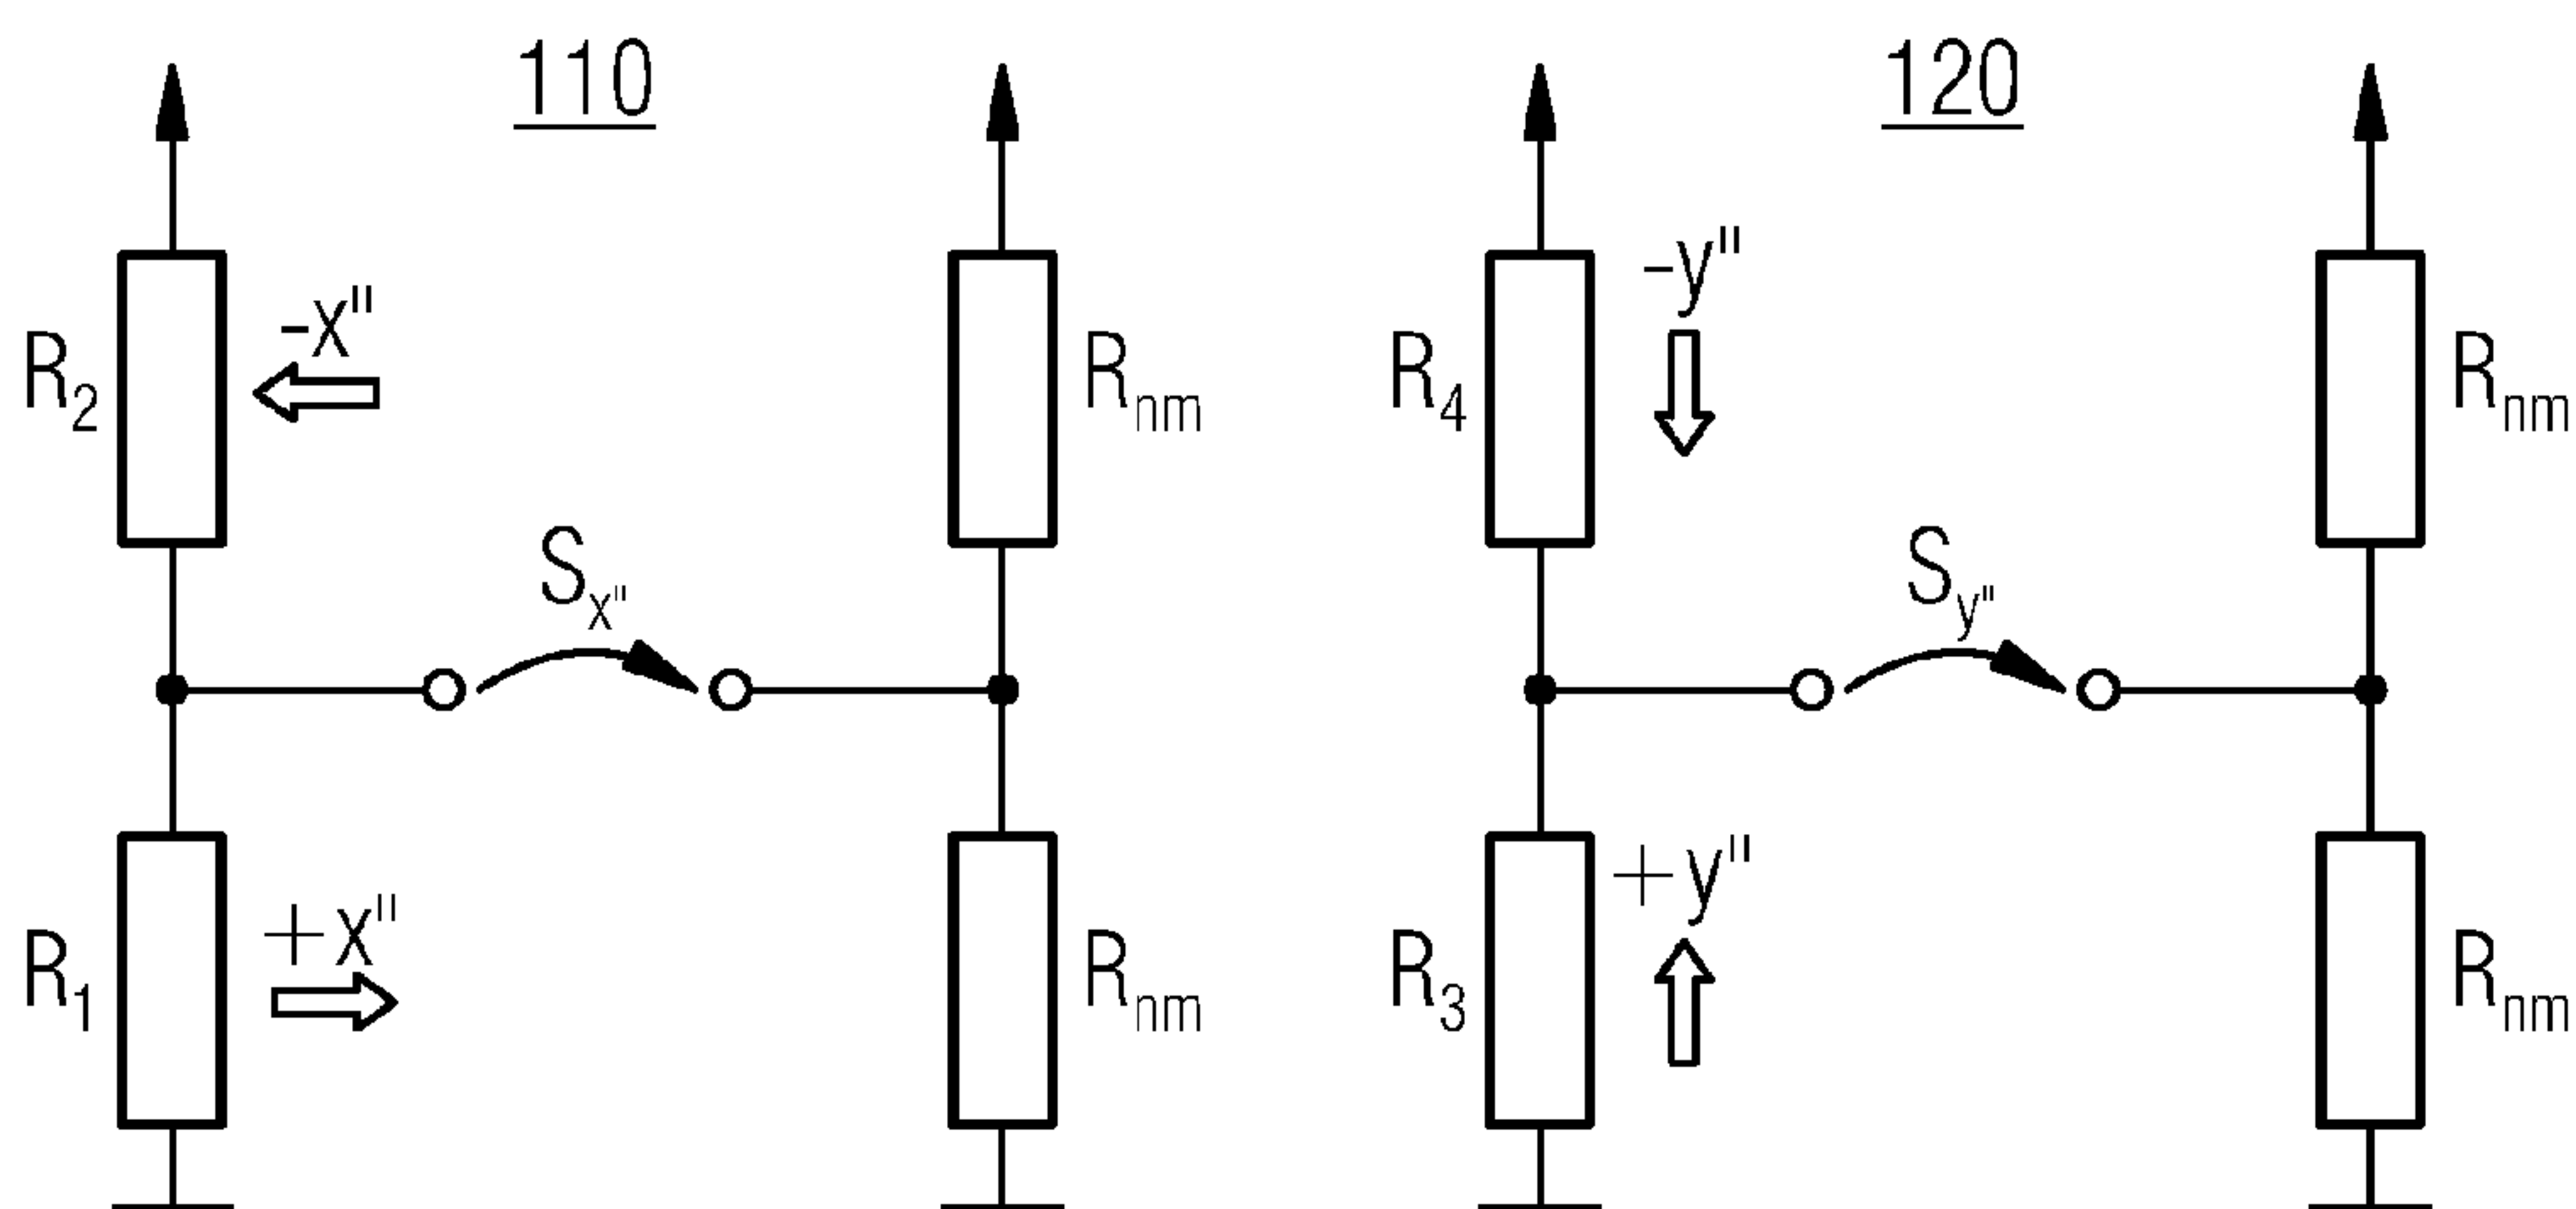 110
120
-x"
-y"
R2
Rnm
R4
Rnm
Sx"
Sy"
+x"
+y"
R1
Rnm
R3
Rnm